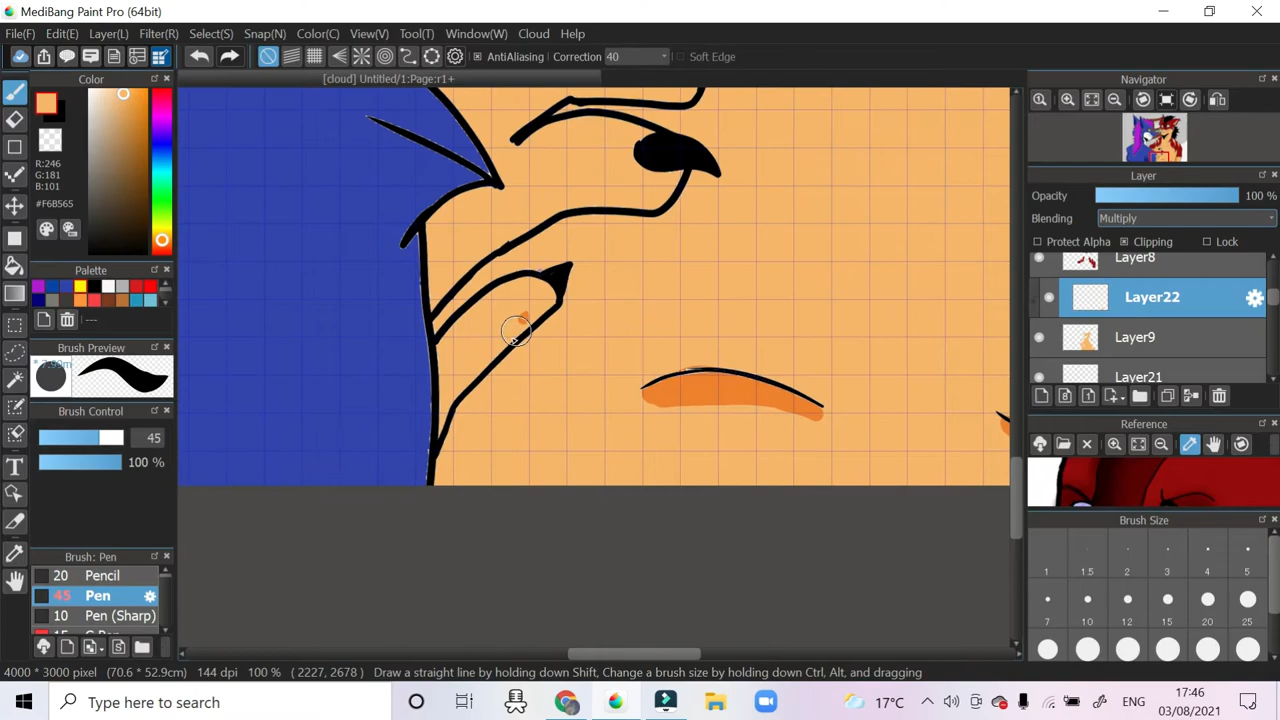 MediBang Paint Pro (64bit)
File(F) Edit(E) Layer(L) Filter(R) Select(S) Snap(N) Color(C) View(V) Tool(T) Window(W) Cloud Help
AntiAliasing Correction 40 Soft Edge
Color
[cloud] Untitled/1:Page:r1+
Navigator
R:246
G:181
B:101
#F6B565
Layer
Opacity 100 %
Blending Multiply
Protect Alpha Clipping Lock
Layer8
Palette
Layer22
---
Layer9
Brush Preview
* 7.99m
Layer21
Brush Control
45
Reference
100 %
Brush Size
Brush: Pen
20 Pencil
45 Pen
10 Pen (Sharp)
1 1.5 2 3 4 5
7 10 12 15 20 25
4000 * 3000 pixel (70.6 * 52.9cm) 144 dpi 100 % ( 2227, 2678 ) Draw a straight line by holding down Shift, Change a brush size by holding down Ctrl, Alt, and dragging
Type here to search
17°C
ENG
17:46
03/08/2021